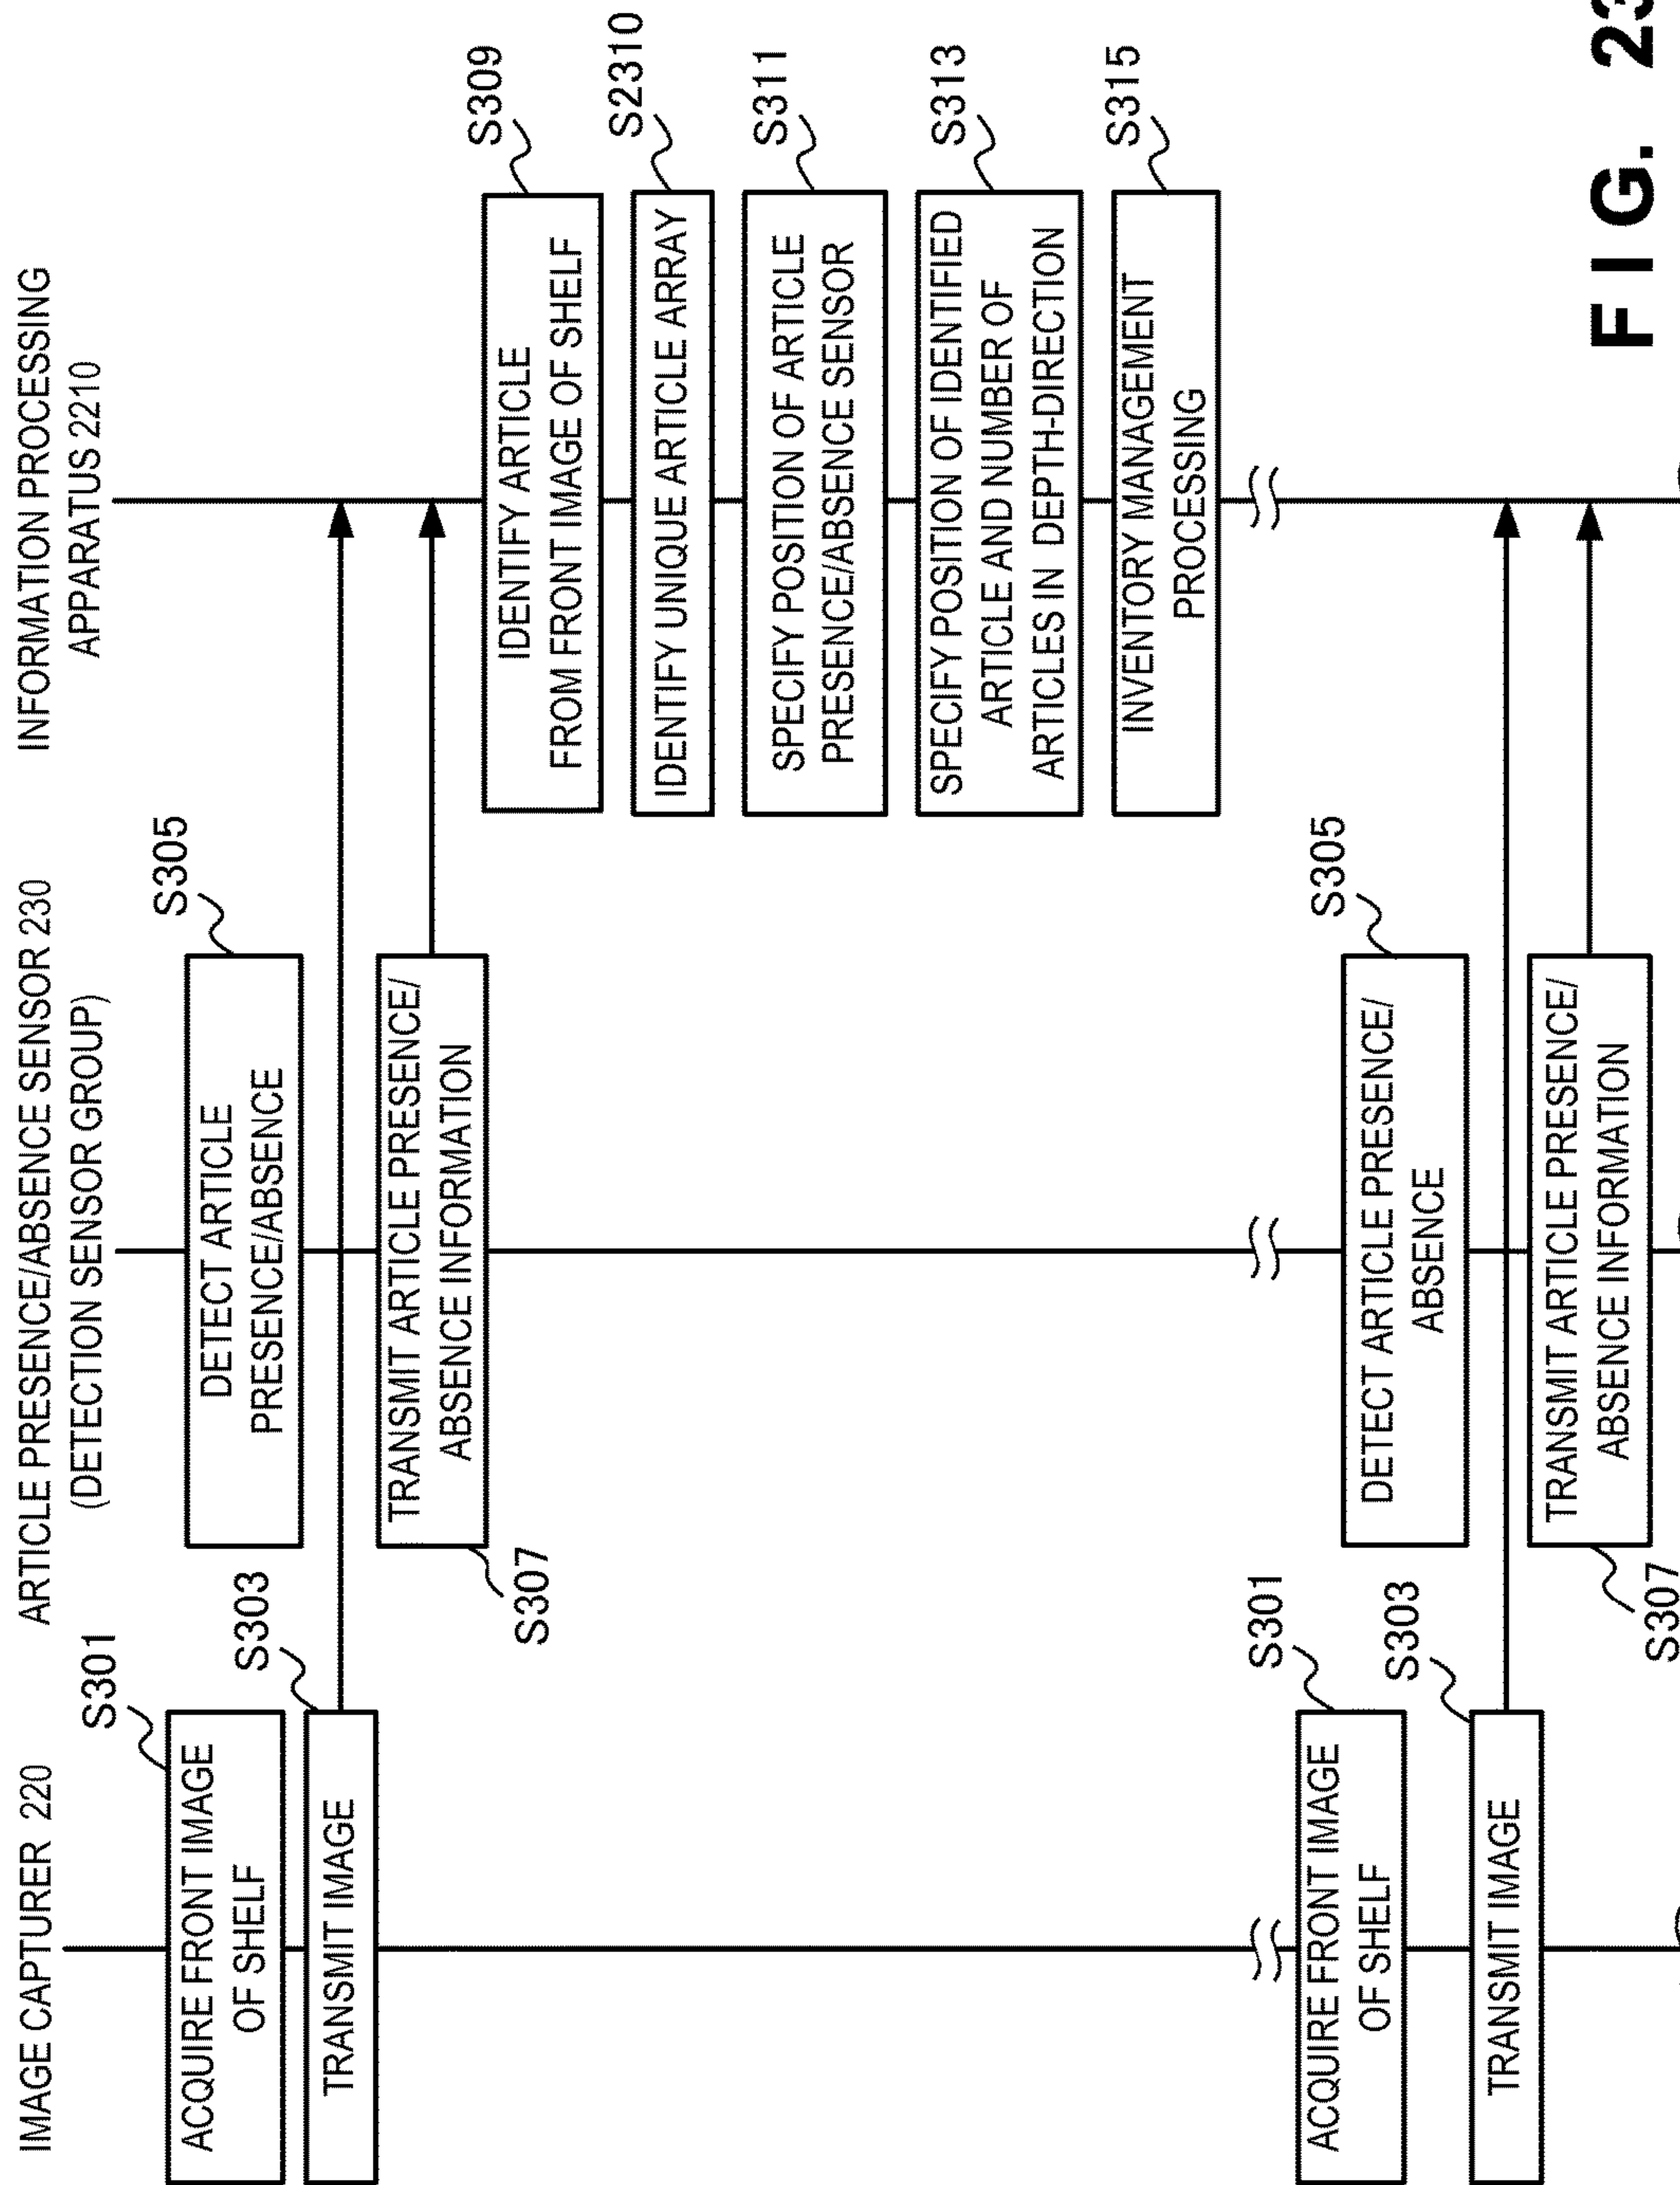 IMAGE CAPTURER 220
ARTICLE PRESENCE/ABSENCE SENSOR 230
(DETECTION SENSOR GROUP)
INFORMATION PROCESSING
APPARATUS 2210
S301
ACQUIRE FRONT IMAGE
OF SHELF
S305
DETECT ARTICLE
PRESENCE/ABSENCE
S303
TRANSMIT IMAGE
TRANSMIT ARTICLE PRESENCE/
ABSENCE INFORMATION
S307
S309
IDENTIFY ARTICLE
FROM FRONT IMAGE OF SHELF
S2310
IDENTIFY UNIQUE ARTICLE ARRAY
S311
SPECIFY POSITION OF ARTICLE
PRESENCE/ABSENCE SENSOR
S313
SPECIFY POSITION OF IDENTIFIED
ARTICLE AND NUMBER OF
ARTICLES IN DEPTH-DIRECTION
S315
INVENTORY MANAGEMENT
PROCESSING
S301
ACQUIRE FRONT IMAGE
OF SHELF
S305
DETECT ARTICLE PRESENCE/
ABSENCE
S303
TRANSMIT IMAGE
TRANSMIT ARTICLE PRESENCE/
ABSENCE INFORMATION
S307
FIG. 23